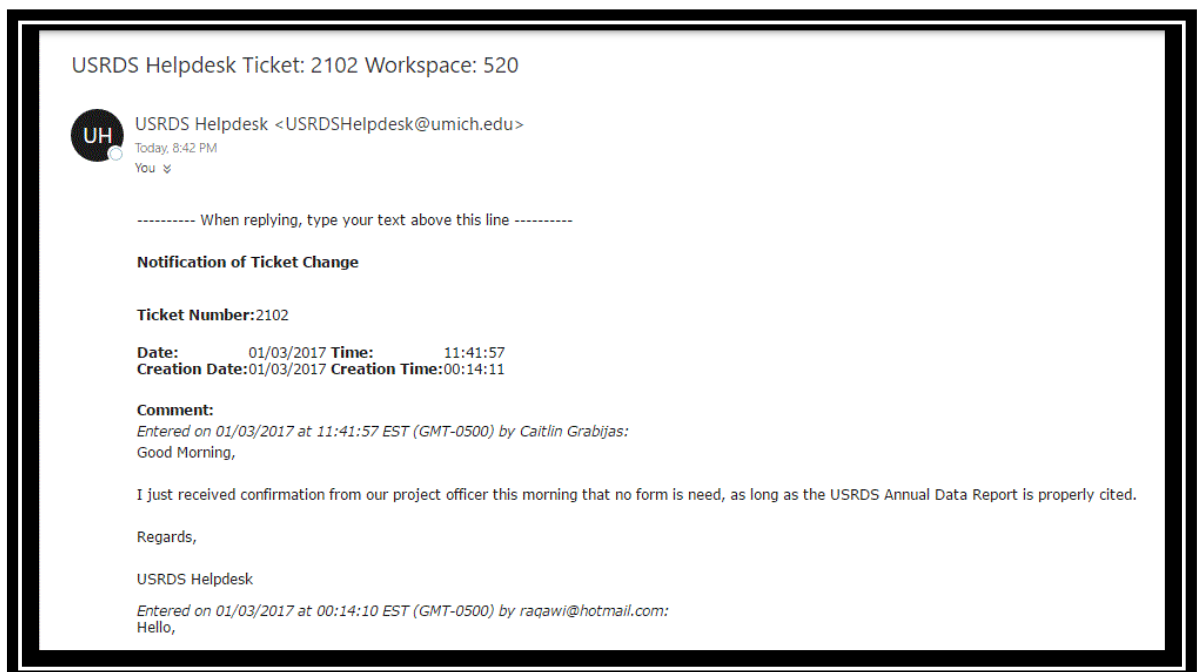 USRDS Helpdesk Ticket: 2102 Workspace: 520
UH
USRDS Helpdesk <USRDSHelpdesk@umich.edu>
Today, 8:42 PM
You
---------- When replying, type your text above this line ----------
Notification of Ticket Change
Ticket Number:2102
Date: 01/03/2017 Time: 11:41:57
Creation Date:01/03/2017 Creation Time:00:14:11
Comment:
Entered on 01/03/2017 at 11:41:57 EST (GMT-0500) by Caitlin Grabijas:
Good Morning,
I just received confirmation from our project officer this morning that no form is need, as long as the USRDS Annual Data Report is properly cited.
Regards,
USRDS Helpdesk
Entered on 01/03/2017 at 00:14:10 EST (GMT-0500) by raqawi@hotmail.com:
Hello,